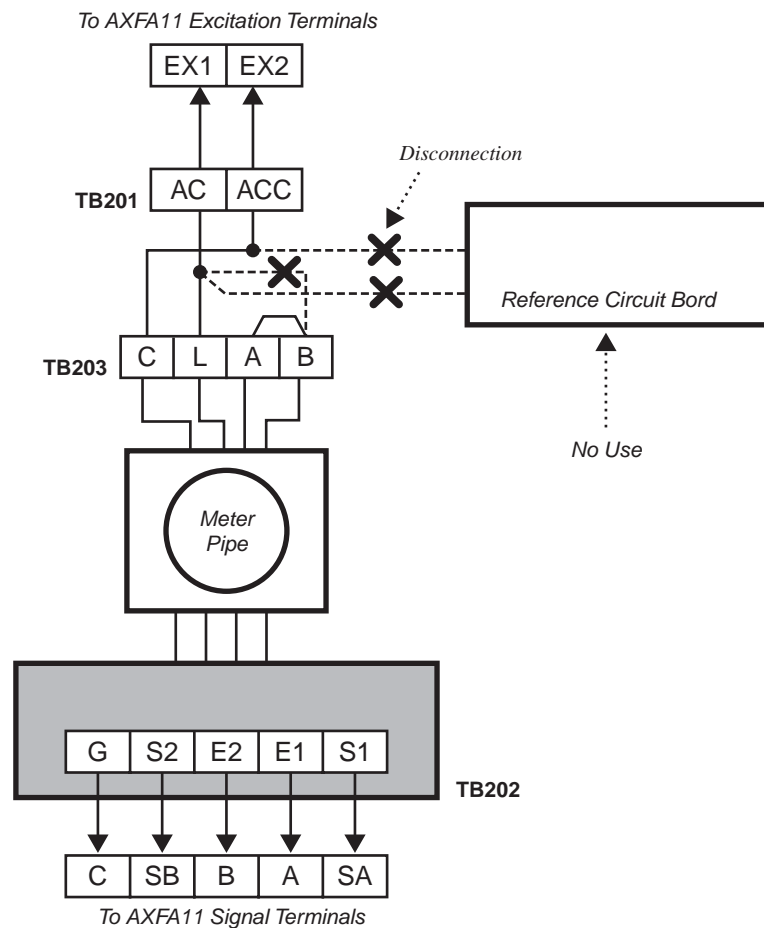 To AXFA11 Excitation Terminals
EX1 EX2
Disconnection
TB201 AC ACC
Reference Circuit Bord
TB203 C L A B
No Use
Meter
Pipe
G S2 E2 E1 S1
TB202
C SB B A SA
To AXFA11 Signal Terminals